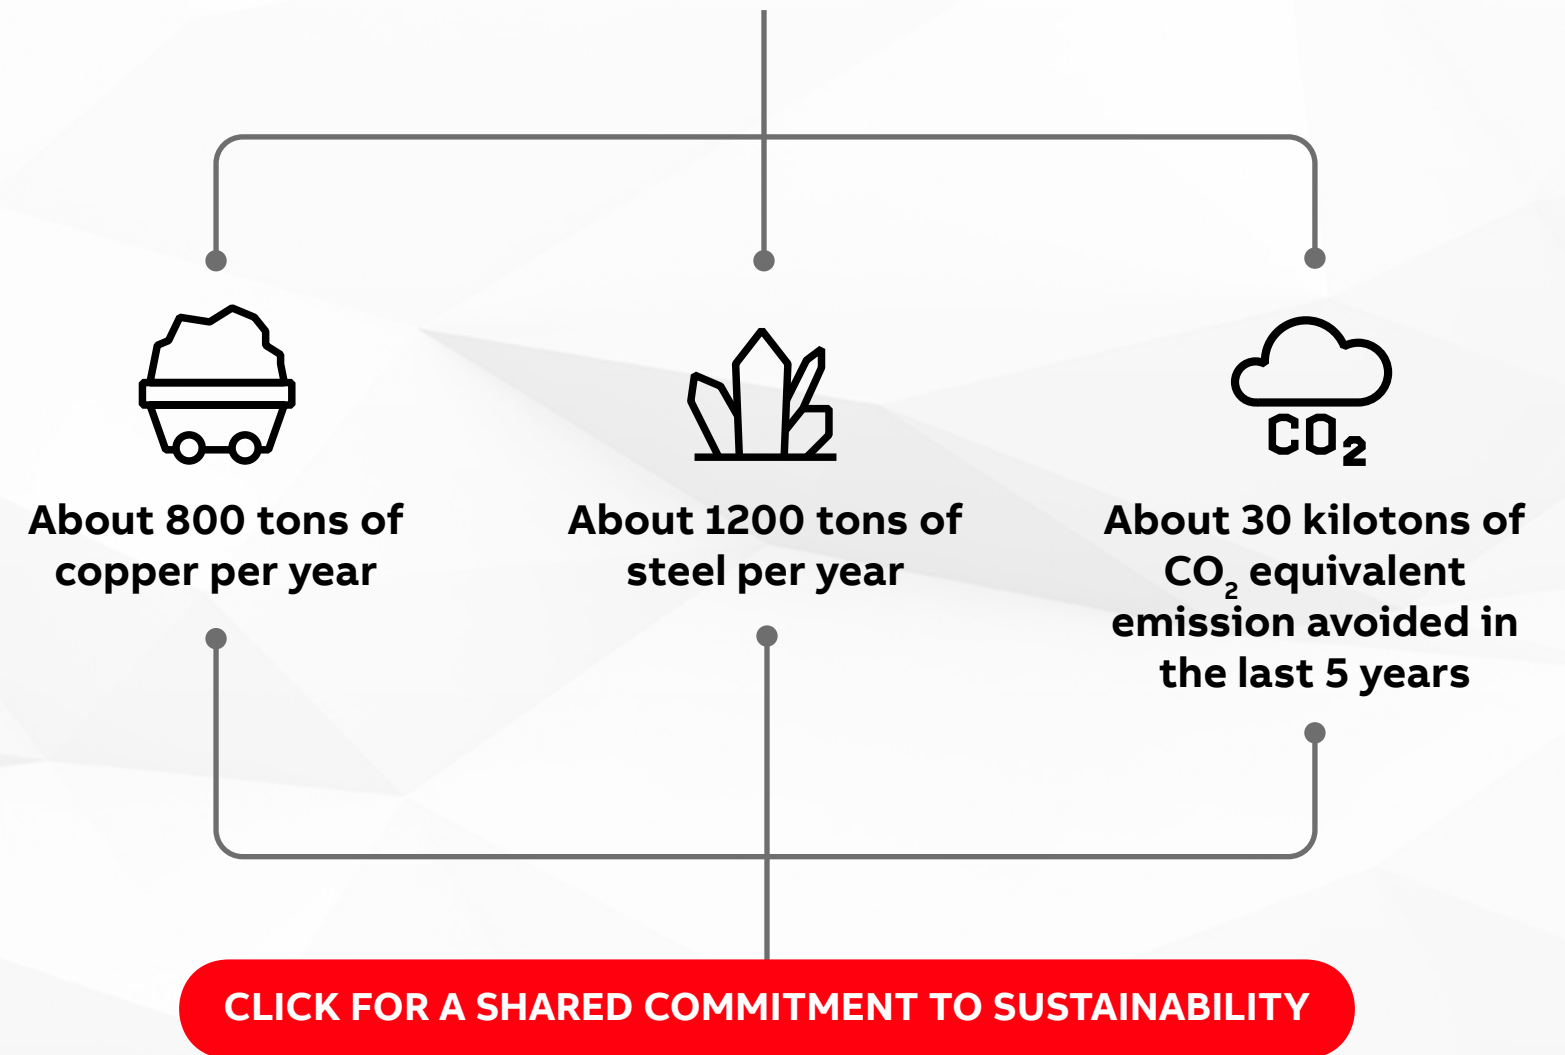 CO₂
About 800 tons of
copper per year
About 1200 tons of
steel per year
About 30 kilotons of
CO₂ equivalent
emission avoided in
the last 5 years
CLICK FOR A SHARED COMMITMENT TO SUSTAINABILITY